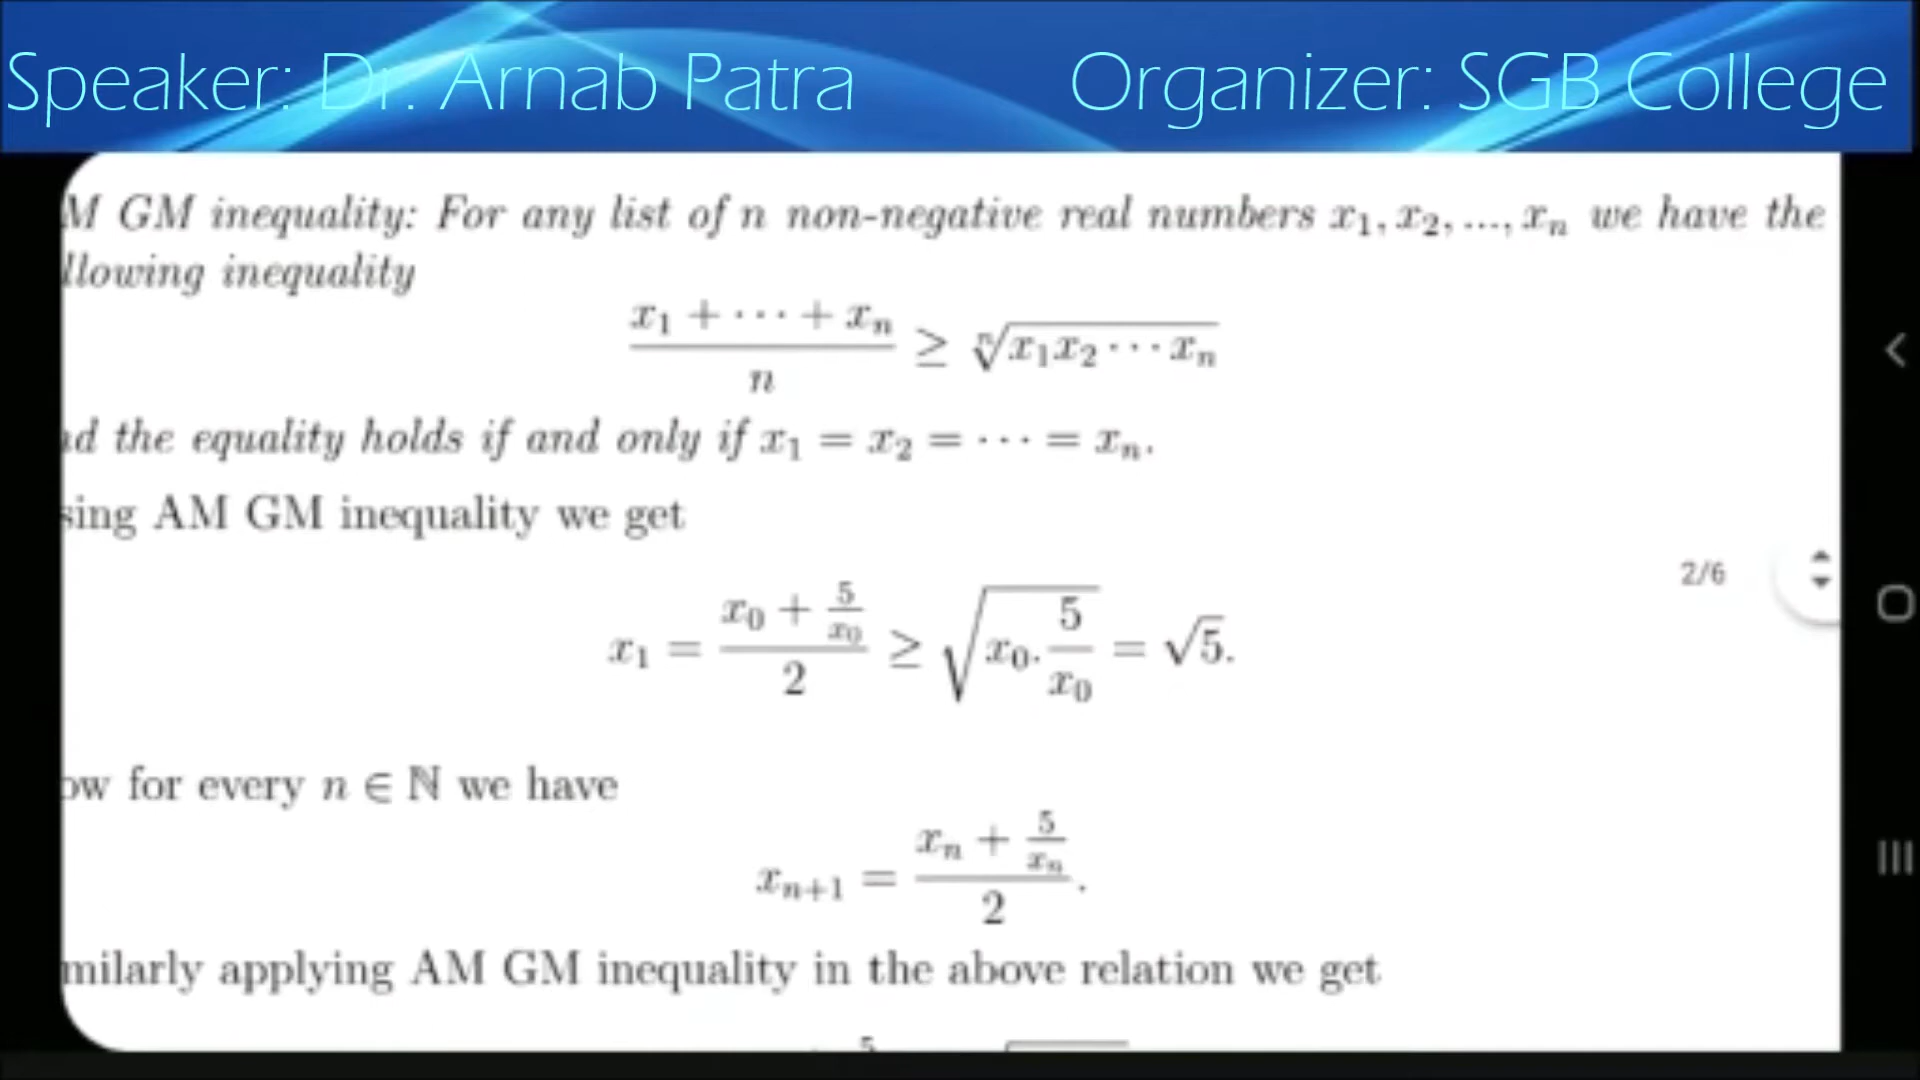 Speaker: Dr. Arnab Patra Organizer: SGB College
M GM inequality: For any list of n non-negative real numbers x₁, x₂, ..., xₙ we have the
llowing inequality
(x₁ + ⋯ + xₙ)/n ≥ ⁿ√(x₁x₂⋯xₙ)
d the equality holds if and only if x₁ = x₂ = ⋯ = xₙ.
sing AM GM inequality we get
2/6
x₁ = (x₀ + 5/x₀)/2 ≥ √(x₀. 5/x₀) = √5.
ow for every n ∈ ℕ we have
xₙ₊₁ = (xₙ + 5/xₙ)/2.
milarly applying AM GM inequality in the above relation we get